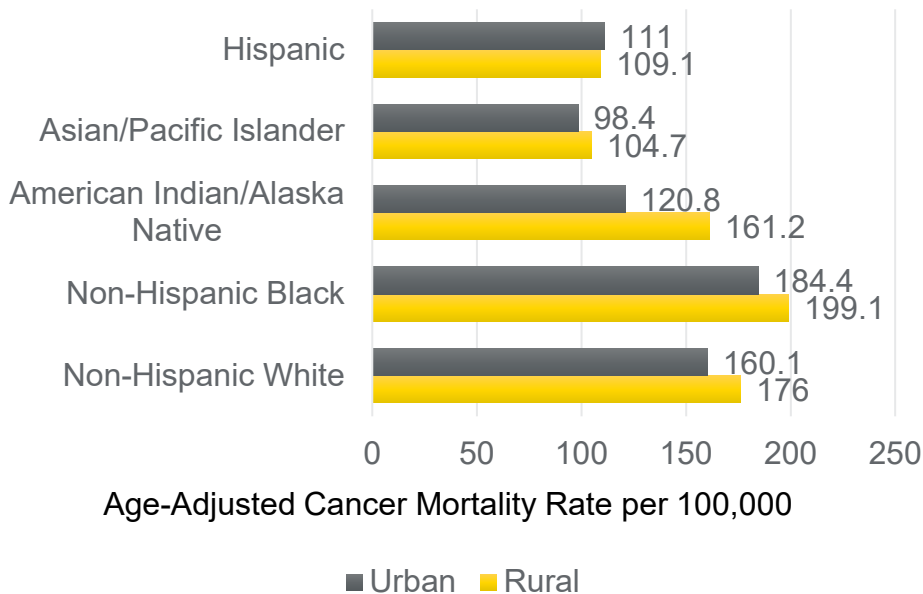 Hispanic
111
109.1
Asian/Pacific Islander
98.4
104.7
American Indian/Alaska
Native
120.8
161.2
Non-Hispanic Black
184.4
199.1
Non-Hispanic White
160.1
176
0 50 100 150 200 250
Age-Adjusted Cancer Mortality Rate per 100,000
Urban Rural